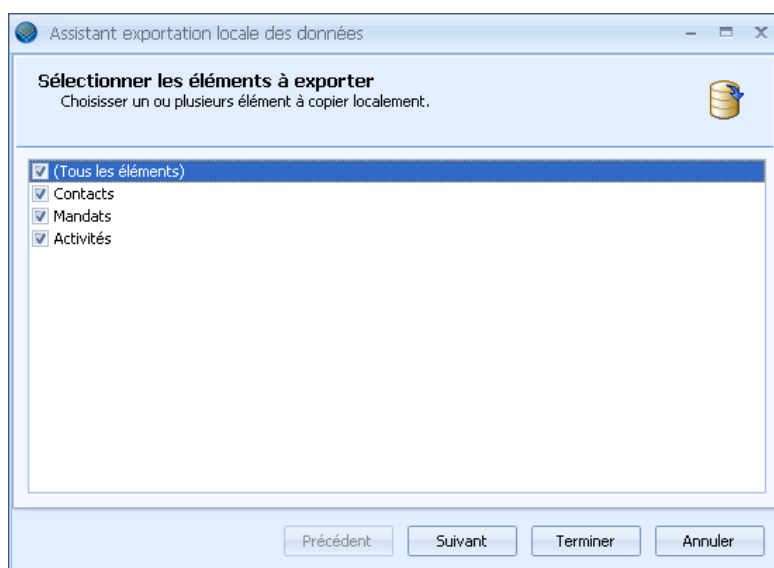 Assistant exportation locale des données
Sélectionner les éléments à exporter
Choisisser un ou plusieurs élément à copier localement.
(Tous les éléments)
Contacts
Mandats
Activités
Précédent Suivant Terminer Annuler